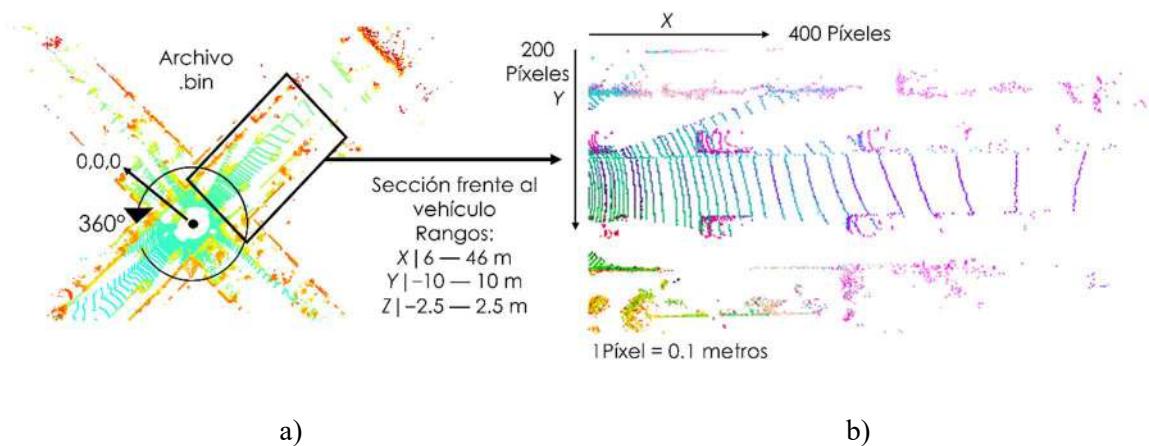 Archivo
.bin
0,0,0
360°
Sección frente al
vehículo
Rangos:
X | 6 — 46 m
Y | –10 — 10 m
Z | –2.5 — 2.5 m
X
400 Píxeles
200
Píxeles
Y
1Píxel = 0.1 metros
a)
b)